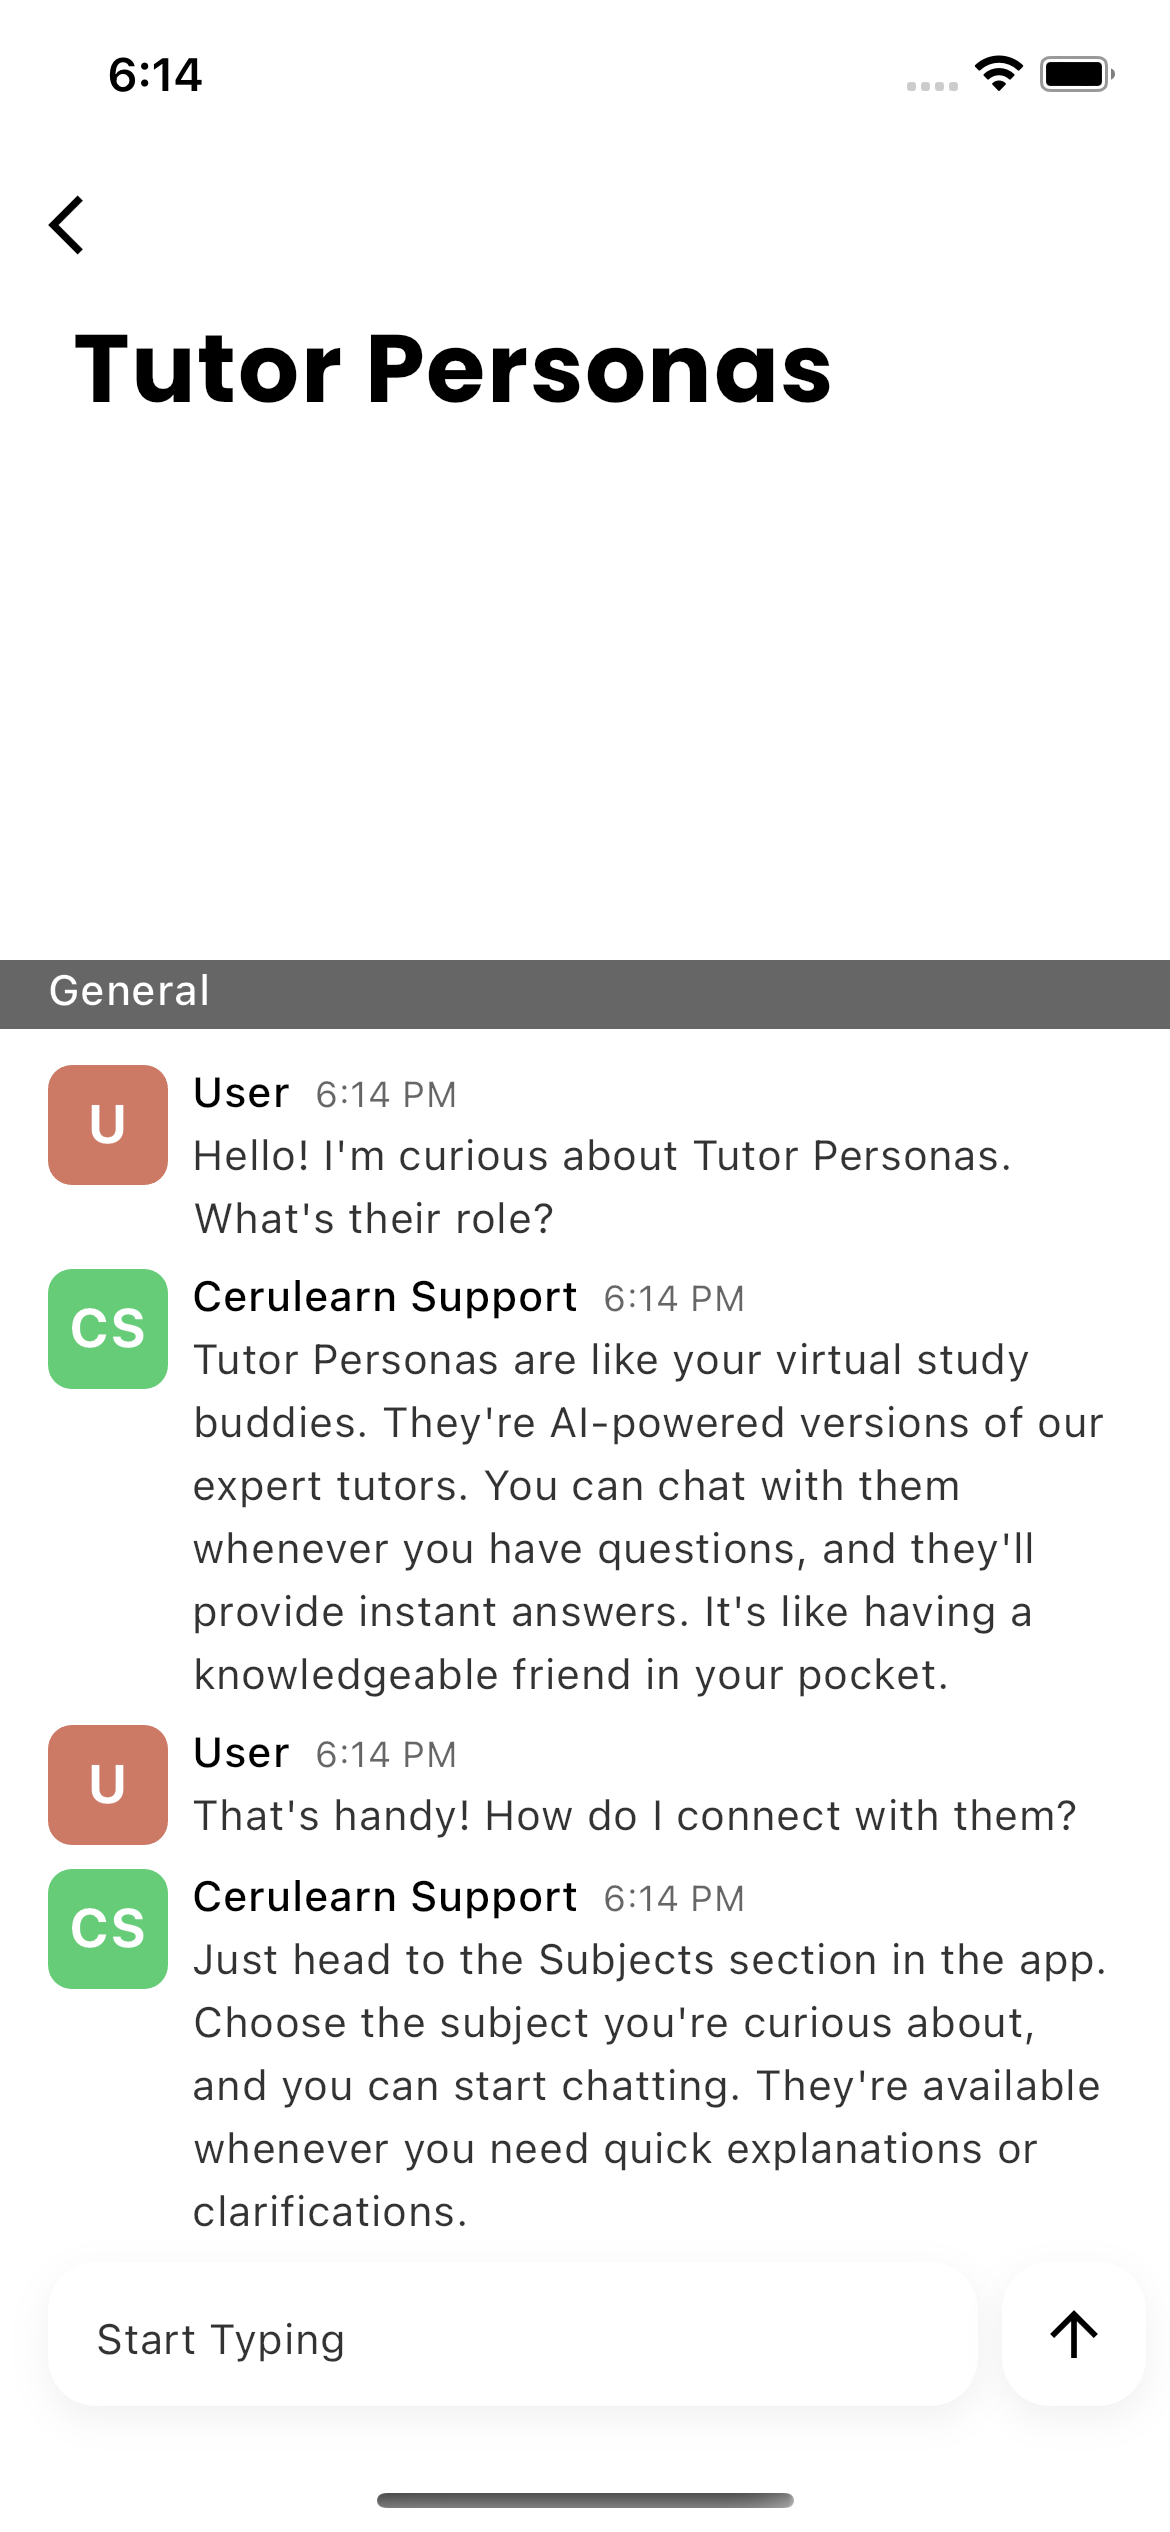 6:14
Tutor Personas
General
U
User 6:14 PM
Hello! I'm curious about Tutor Personas.
What's their role?
CS
Cerulearn Support 6:14 PM
Tutor Personas are like your virtual study
buddies. They're AI-powered versions of our
expert tutors. You can chat with them
whenever you have questions, and they'll
provide instant answers. It's like having a
knowledgeable friend in your pocket.
U
User 6:14 PM
That's handy! How do I connect with them?
CS
Cerulearn Support 6:14 PM
Just head to the Subjects section in the app.
Choose the subject you're curious about,
and you can start chatting. They're available
whenever you need quick explanations or
clarifications.
Start Typing